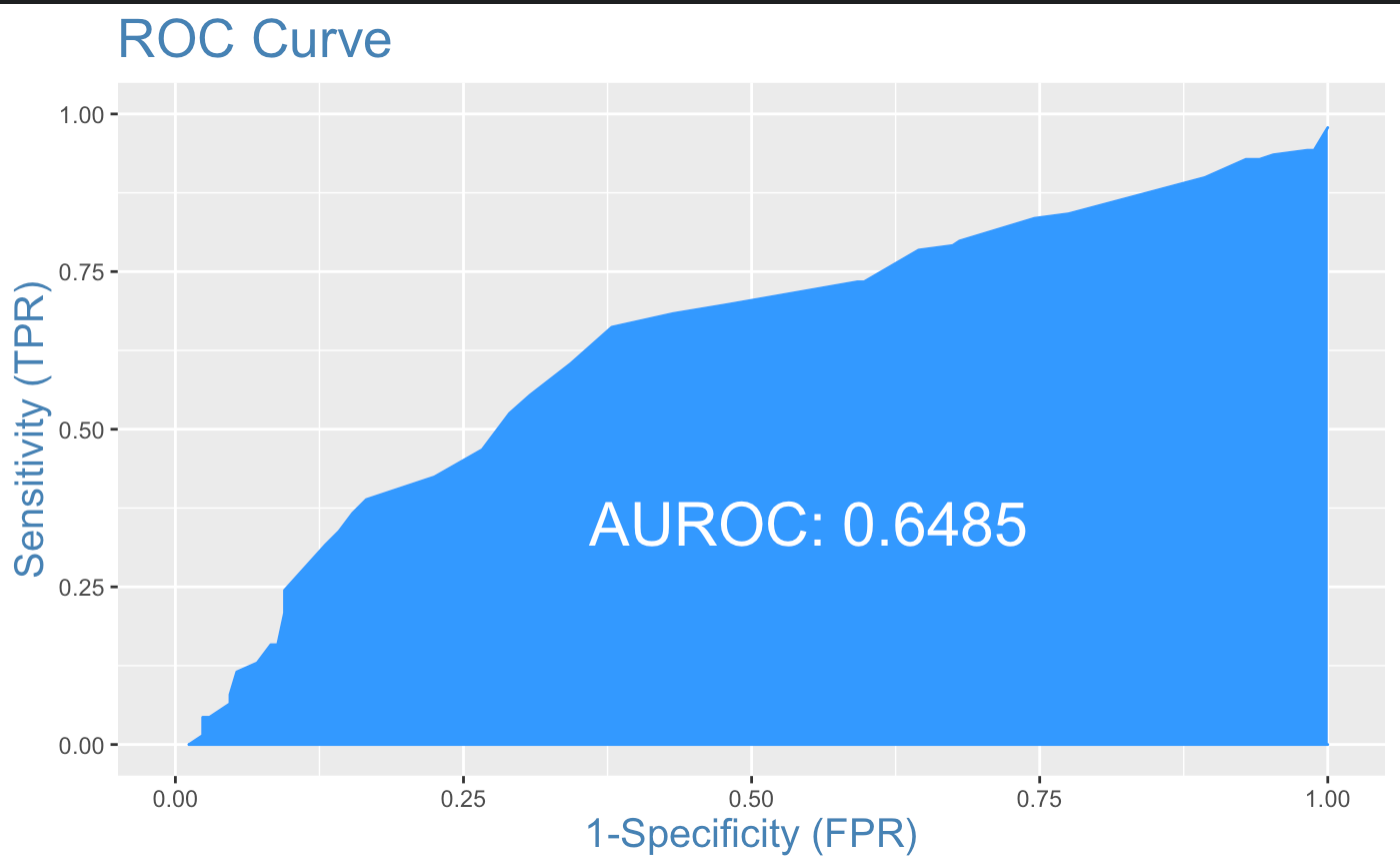 ROC Curve
1.00
0.75
0.50
0.25
0.00
Sensitivity (TPR)
AUROC: 0.6485
0.00 0.25 0.50 0.75 1.00
1-Specificity (FPR)